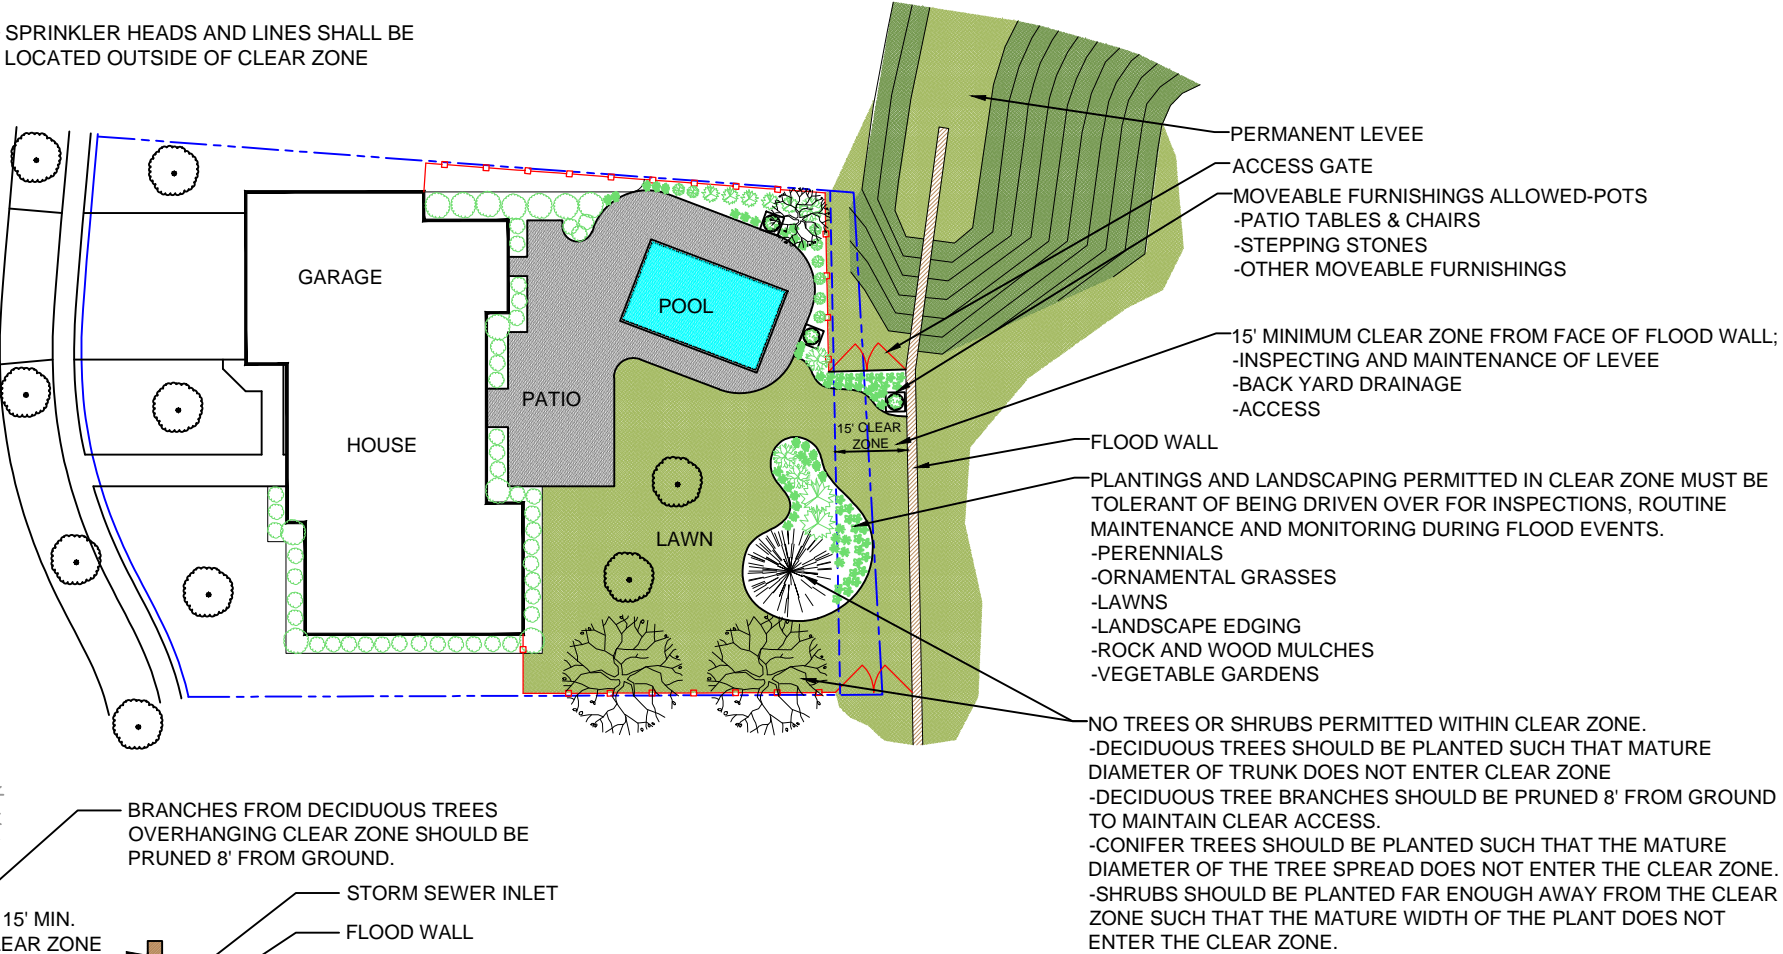 SPRINKLER HEADS AND LINES SHALL BE
LOCATED OUTSIDE OF CLEAR ZONE
GARAGE
HOUSE
PATIO
POOL
LAWN
15' CLEAR
ZONE
PERMANENT LEVEE
ACCESS GATE
MOVEABLE FURNISHINGS ALLOWED-POTS
-PATIO TABLES & CHAIRS
-STEPPING STONES
-OTHER MOVEABLE FURNISHINGS
15' MINIMUM CLEAR ZONE FROM FACE OF FLOOD WALL;
-INSPECTING AND MAINTENANCE OF LEVEE
-BACK YARD DRAINAGE
-ACCESS
FLOOD WALL
PLANTINGS AND LANDSCAPING PERMITTED IN CLEAR ZONE MUST BE
TOLERANT OF BEING DRIVEN OVER FOR INSPECTIONS, ROUTINE
MAINTENANCE AND MONITORING DURING FLOOD EVENTS.
-PERENNIALS
-ORNAMENTAL GRASSES
-LAWNS
-LANDSCAPE EDGING
-ROCK AND WOOD MULCHES
-VEGETABLE GARDENS
NO TREES OR SHRUBS PERMITTED WITHIN CLEAR ZONE.
-DECIDUOUS TREES SHOULD BE PLANTED SUCH THAT MATURE
DIAMETER OF TRUNK DOES NOT ENTER CLEAR ZONE
-DECIDUOUS TREE BRANCHES SHOULD BE PRUNED 8' FROM GROUND
TO MAINTAIN CLEAR ACCESS.
-CONIFER TREES SHOULD BE PLANTED SUCH THAT THE MATURE
DIAMETER OF THE TREE SPREAD DOES NOT ENTER THE CLEAR ZONE.
-SHRUBS SHOULD BE PLANTED FAR ENOUGH AWAY FROM THE CLEAR
ZONE SUCH THAT THE MATURE WIDTH OF THE PLANT DOES NOT
ENTER THE CLEAR ZONE.
BRANCHES FROM DECIDUOUS TREES
OVERHANGING CLEAR ZONE SHOULD BE
PRUNED 8' FROM GROUND.
STORM SEWER INLET
FLOOD WALL
15' MIN.
LEAR ZONE